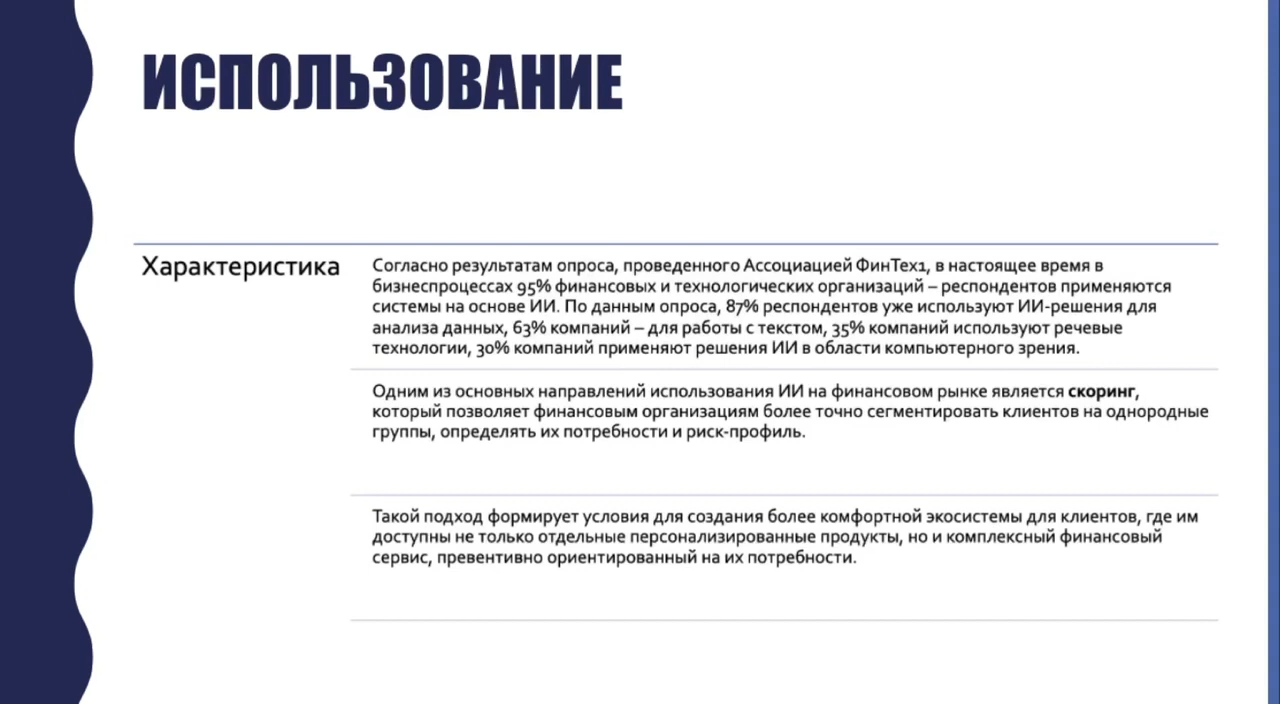 ИСПОЛЬЗОВАНИЕ
Характеристика
Согласно результатам опроса, проведенного Ассоциацией ФинТех1, в настоящее время в
бизнеспроцессах 95% финансовых и технологических организаций – респондентов применяются
системы на основе ИИ. По данным опроса, 87% респондентов уже используют ИИ-решения для
анализа данных, 63% компаний – для работы с текстом, 35% компаний используют речевые
технологии, 30% компаний применяют решения ИИ в области компьютерного зрения.
Одним из основных направлений использования ИИ на финансовом рынке является скоринг,
который позволяет финансовым организациям более точно сегментировать клиентов на однородные
группы, определять их потребности и риск-профиль.
Такой подход формирует условия для создания более комфортной экосистемы для клиентов, где им
доступны не только отдельные персонализированные продукты, но и комплексный финансовый
сервис, превентивно ориентированный на их потребности.